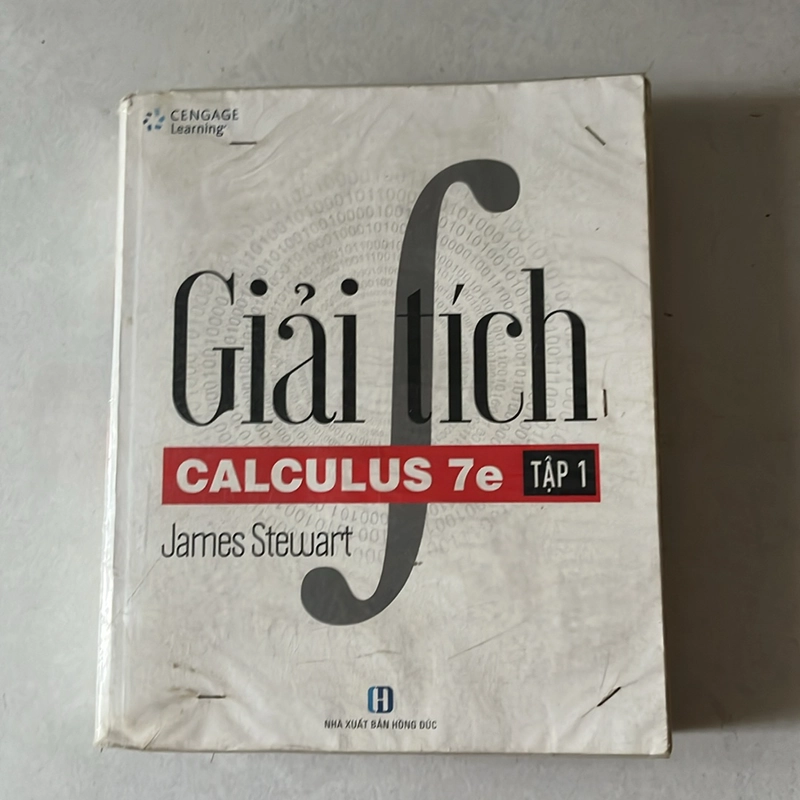 CENGAGE
Learning
Giải tích
CALCULUS 7e TẬP 1
James Stewart
H
NHÀ XUẤT BẢN HỒNG ĐỨC